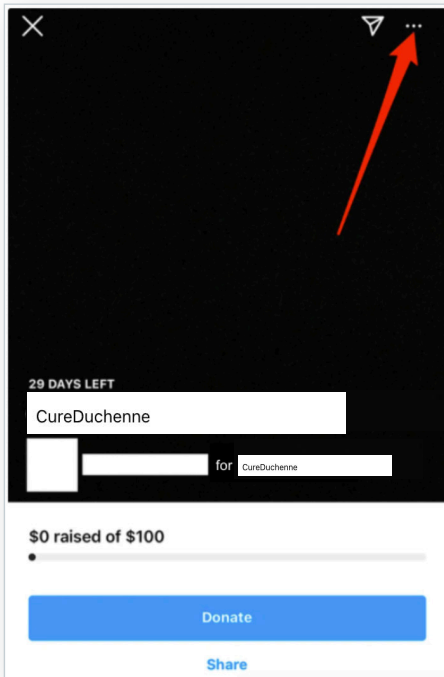 29 DAYS LEFT
CureDuchenne
for CureDuchenne
$0 raised of $100
Donate
Share